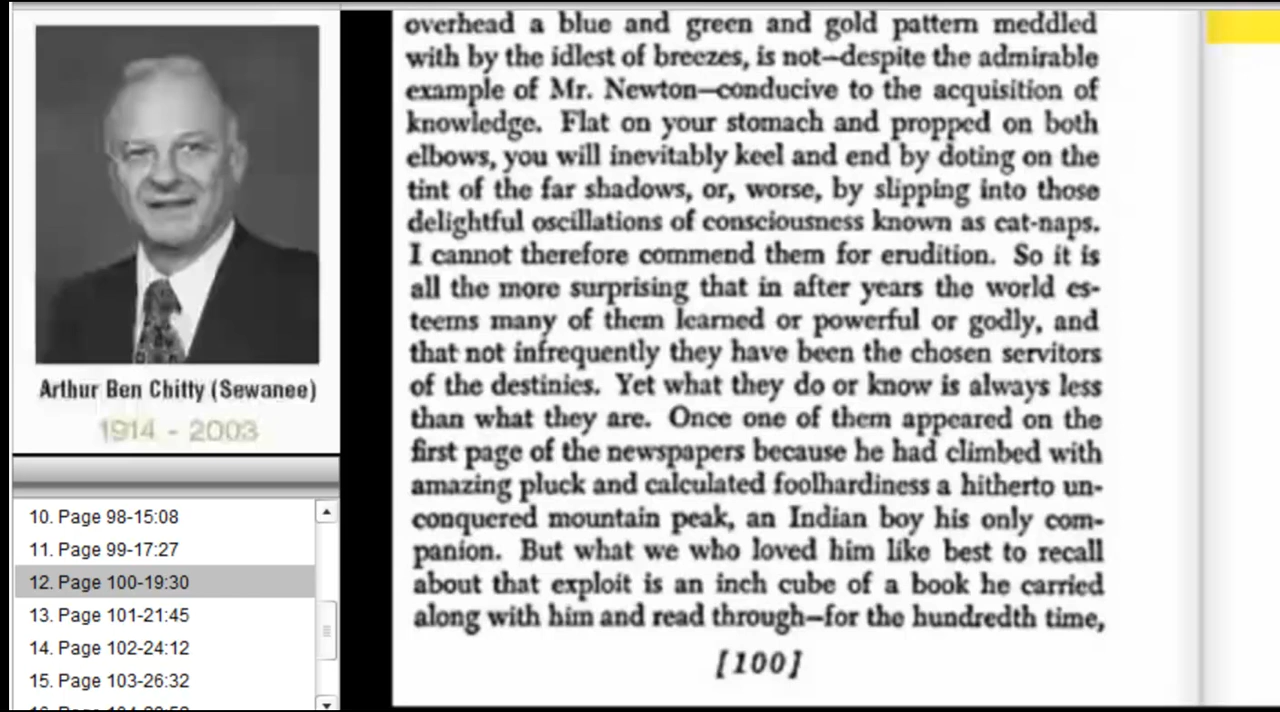 overhead a blue and green and gold pattern meddled
with by the idlest of breezes, is not—despite the admirable
example of Mr. Newton—conducive to the acquisition of
knowledge. Flat on your stomach and propped on both
elbows, you will inevitably keel and end by doting on the
tint of the far shadows, or, worse, by slipping into those
delightful oscillations of consciousness known as cat-naps.
I cannot therefore commend them for erudition. So it is
all the more surprising that in after years the world es-
teems many of them learned or powerful or godly, and
that not infrequently they have been the chosen servitors
of the destinies. Yet what they do or know is always less
than what they are. Once one of them appeared on the
first page of the newspapers because he had climbed with
amazing pluck and calculated foolhardiness a hitherto un-
conquered mountain peak, an Indian boy his only com-
panion. But what we who loved him like best to recall
about that exploit is an inch cube of a book he carried
along with him and read through—for the hundredth time,
[100]
Arthur Ben Chitty (Sewanee)
1914 - 2003
10. Page 98-15:08
11. Page 99-17:27
12. Page 100-19:30
13. Page 101-21:45
14. Page 102-24:12
15. Page 103-26:32